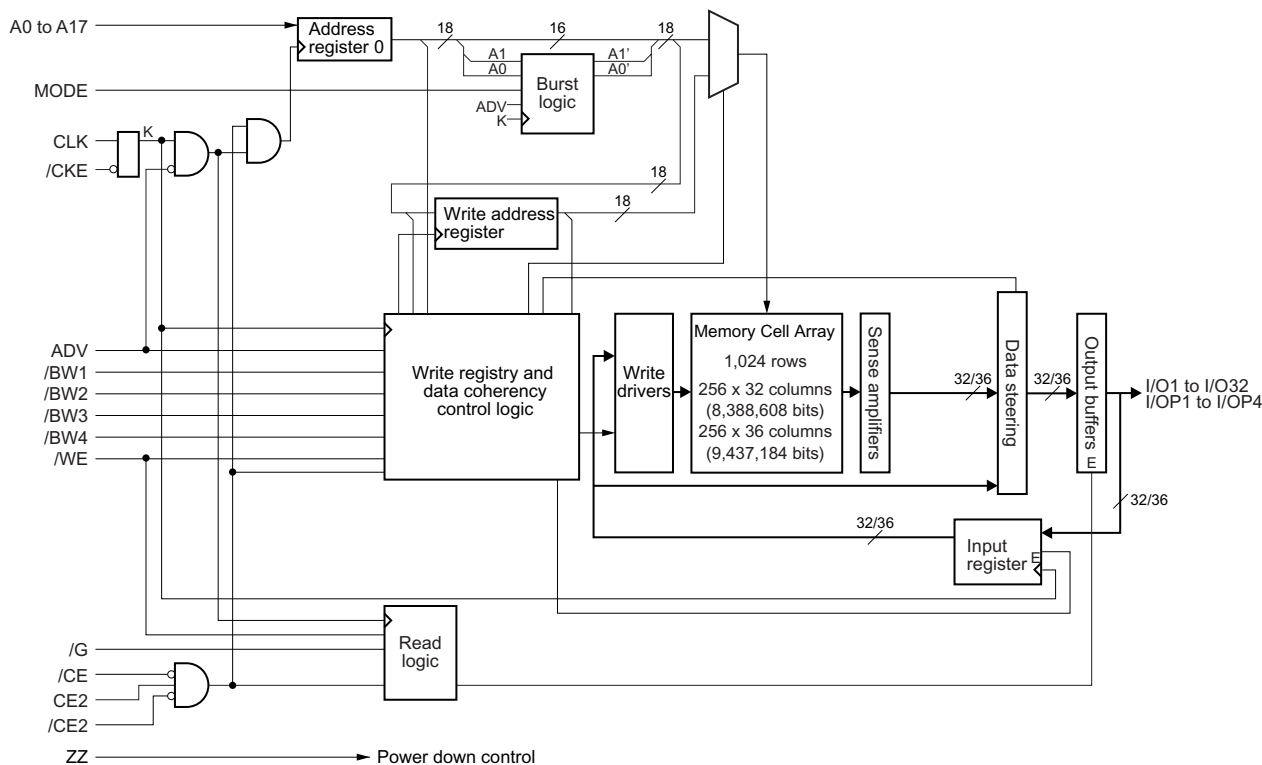 A0 to A17
Address
register 0
18
16
18
A1
A0
A1’
A0’
Burst
logic
MODE
ADV
K
CLK
K
/CKE
18
Write address
register
18
ADV
/BW1
/BW2
/BW3
/BW4
/WE
Write registry and
data coherency
control logic
Write
drivers
Memory Cell Array
1,024 rows
256 x 32 columns
(8,388,608 bits)
256 x 36 columns
(9,437,184 bits)
Sense amplifiers
32/36
Data steering
32/36
Output buffers
E
I/O1 to I/O32
I/OP1 to I/OP4
32/36
32/36
Input
register
E
/G
/CE
CE2
/CE2
Read
logic
ZZ
Power down control